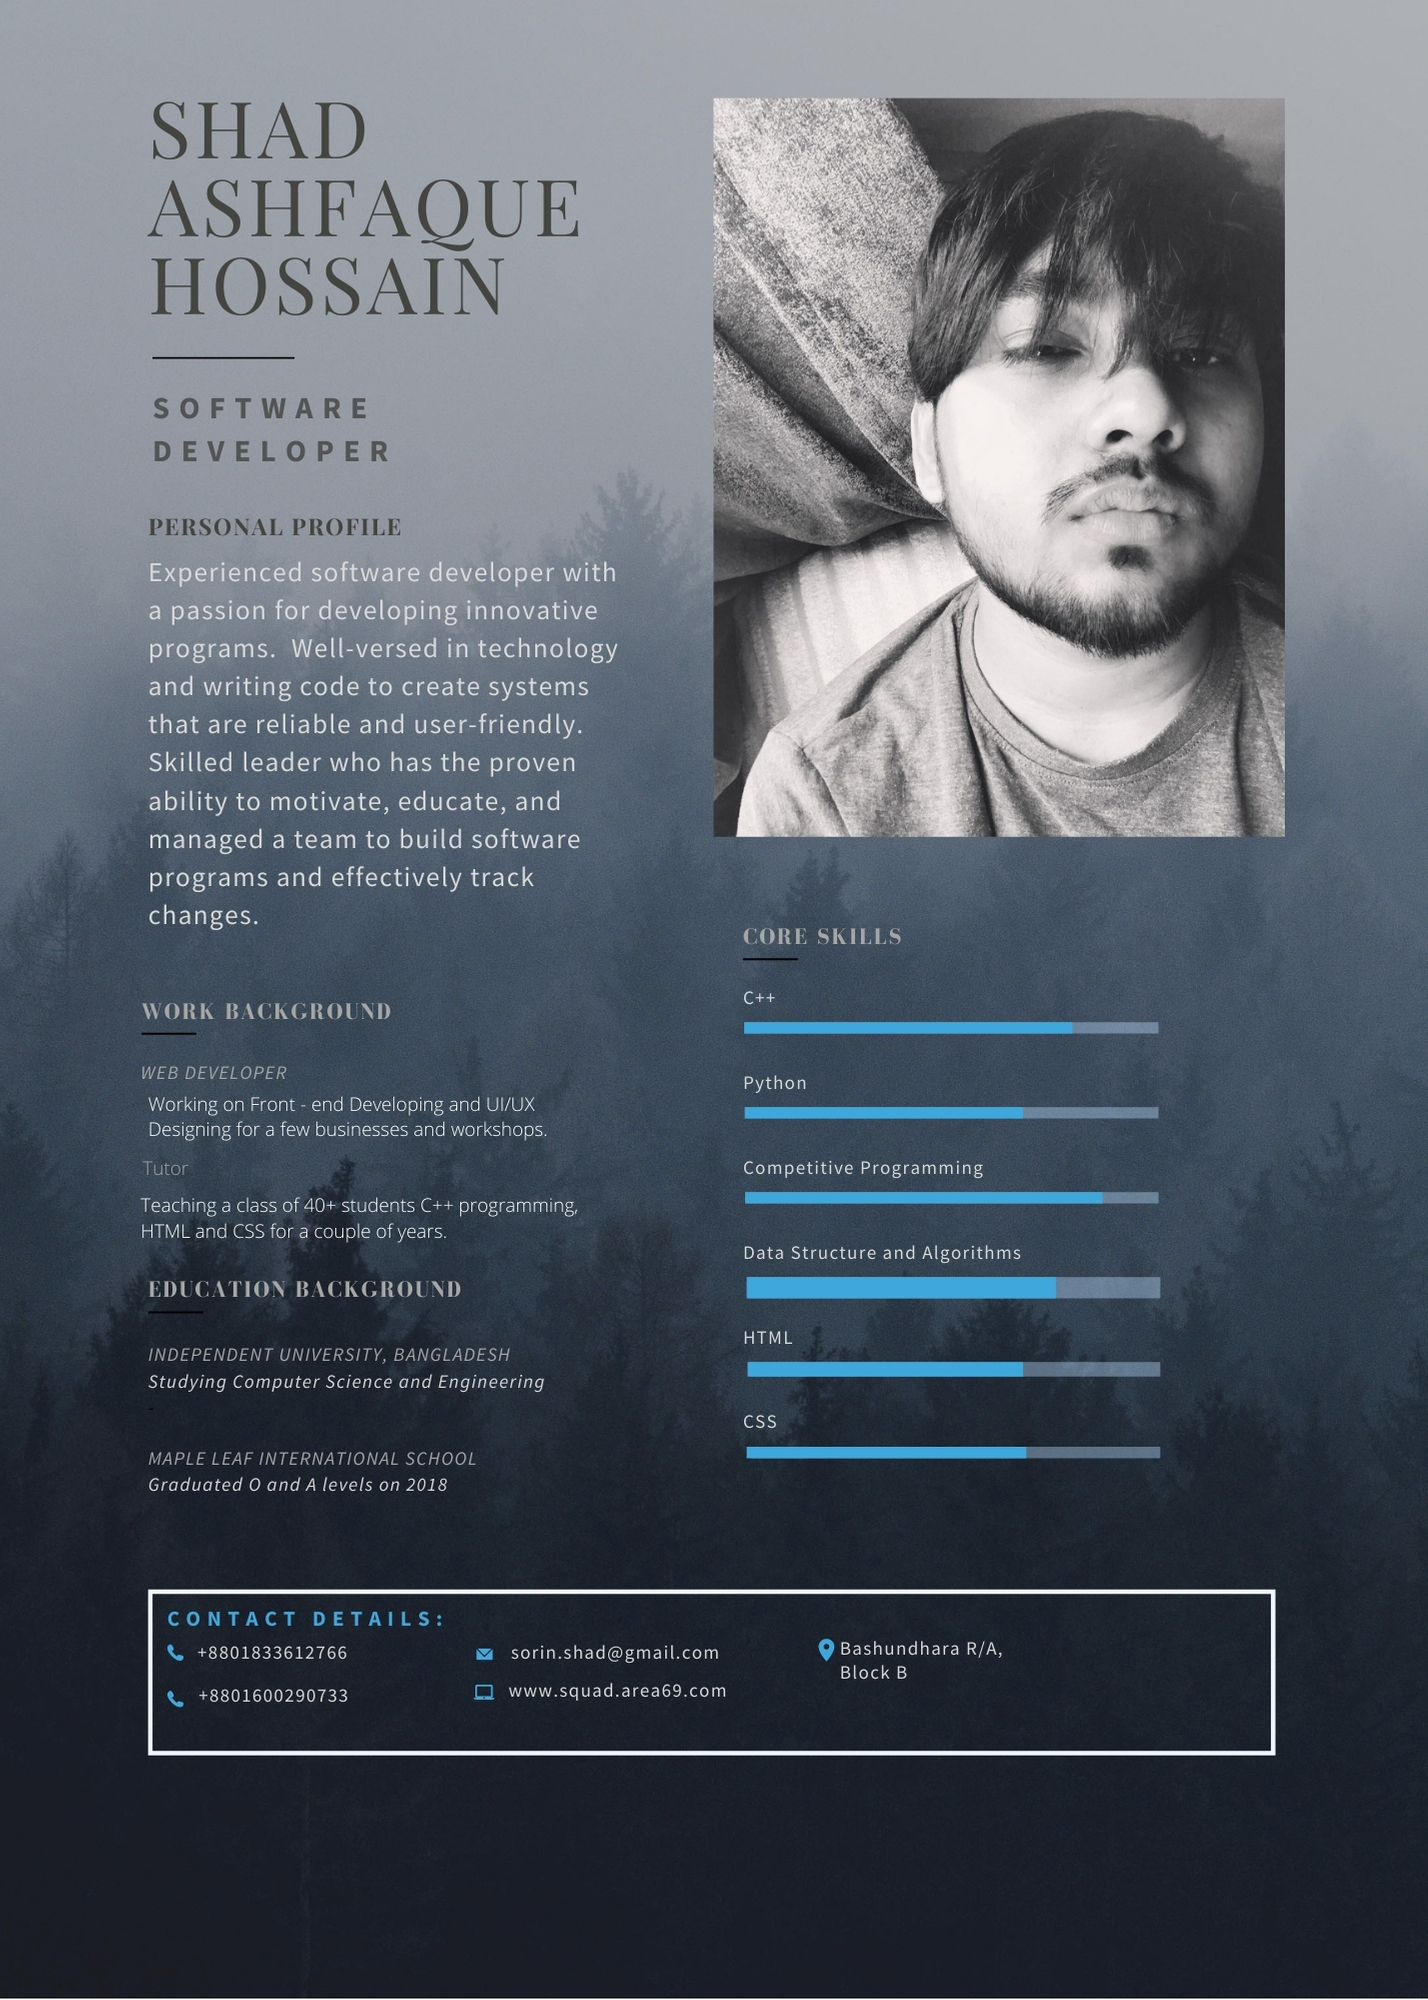 SHAD
ASHFAQUE
HOSSAIN
SOFTWARE
DEVELOPER
PERSONAL PROFILE
Experienced software developer with
a passion for developing innovative
programs.  Well-versed in technology
and writing code to create systems
that are reliable and user-friendly.
Skilled leader who has the proven
ability to motivate, educate, and
managed a team to build software
programs and effectively track
changes.
WORK BACKGROUND
WEB DEVELOPER
Working on Front - end Developing and UI/UX
Designing for a few businesses and workshops.
Tutor
Teaching a class of 40+ students C++ programming,
HTML and CSS for a couple of years.
EDUCATION BACKGROUND
INDEPENDENT UNIVERSITY, BANGLADESH
Studying Computer Science and Engineering
-
MAPLE LEAF INTERNATIONAL SCHOOL
Graduated O and A levels on 2018
CORE SKILLS
C++
Python
Competitive Programming
Data Structure and Algorithms
HTML
CSS
CONTACT DETAILS:
+8801833612766
+8801600290733
sorin.shad@gmail.com
www.squad.area69.com
Bashundhara R/A,
Block B